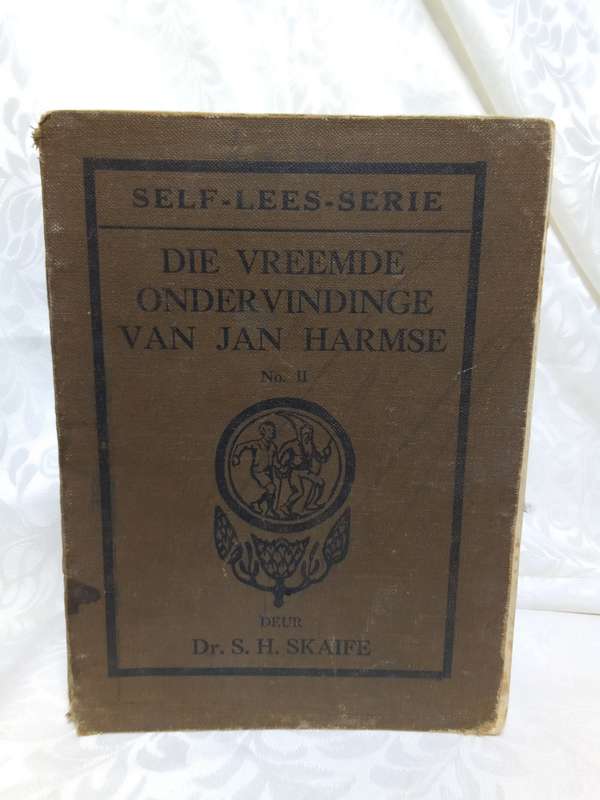 SELF-LEES-SERIE
DIE VREEMDE
ONDERVINDINGE
VAN JAN HARMSE
No. II
DEUR
Dr. S. H. SKAIFE